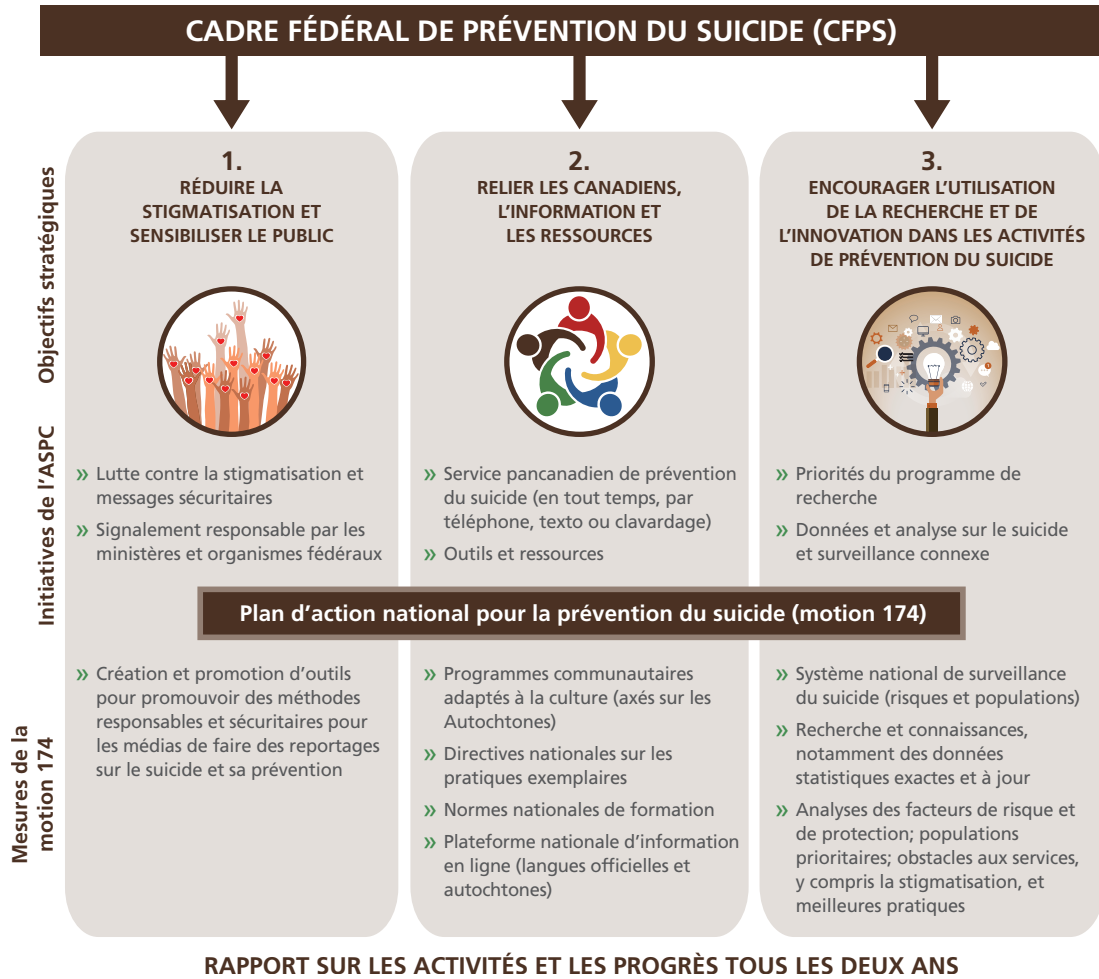 CADRE FÉDÉRAL DE PRÉVENTION DU SUICIDE (CFPS)
Objectifs stratégiques
1.
RÉDUIRE LA
STIGMATISATION ET
SENSIBILISER LE PUBLIC
2.
RELIER LES CANADIENS,
L’INFORMATION ET
LES RESSOURCES
3.
ENCOURAGER L’UTILISATION
DE LA RECHERCHE ET DE
L’INNOVATION DANS LES ACTIVITÉS
DE PRÉVENTION DU SUICIDE
Initiatives de l’ASPC
» Lutte contre la stigmatisation et
messages sécuritaires
» Signalement responsable par les
ministères et organismes fédéraux
» Service pancanadien de prévention
du suicide (en tout temps, par
téléphone, texto ou clavardage)
» Outils et ressources
» Priorités du programme de
recherche
» Données et analyse sur le suicide
et surveillance connexe
Plan d’action national pour la prévention du suicide (motion 174)
Mesures de la
motion 174
» Création et promotion d’outils
pour promouvoir des méthodes
responsables et sécuritaires pour
les médias de faire des reportages
sur le suicide et sa prévention
» Programmes communautaires
adaptés à la culture (axés sur les
Autochtones)
» Directives nationales sur les
pratiques exemplaires
» Normes nationales de formation
» Plateforme nationale d’information
en ligne (langues officielles et
autochtones)
» Système national de surveillance
du suicide (risques et populations)
» Recherche et connaissances,
notamment des données
statistiques exactes et à jour
» Analyses des facteurs de risque et
de protection; populations
prioritaires; obstacles aux services,
y compris la stigmatisation, et
meilleures pratiques
RAPPORT SUR LES ACTIVITÉS ET LES PROGRÈS TOUS LES DEUX ANS